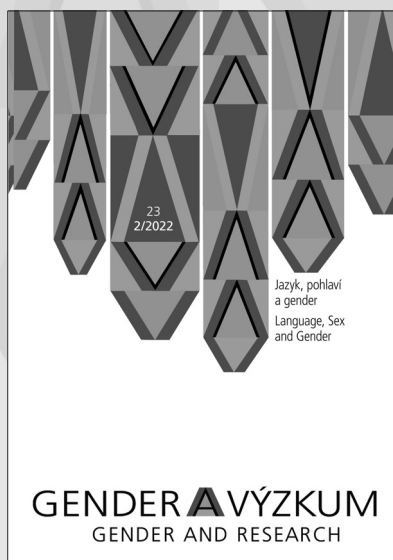 23
2/2022
Jazyk, pohlaví
a gender
Language, Sex
and Gender
GENDER A VÝZKUM
GENDER AND RESEARCH